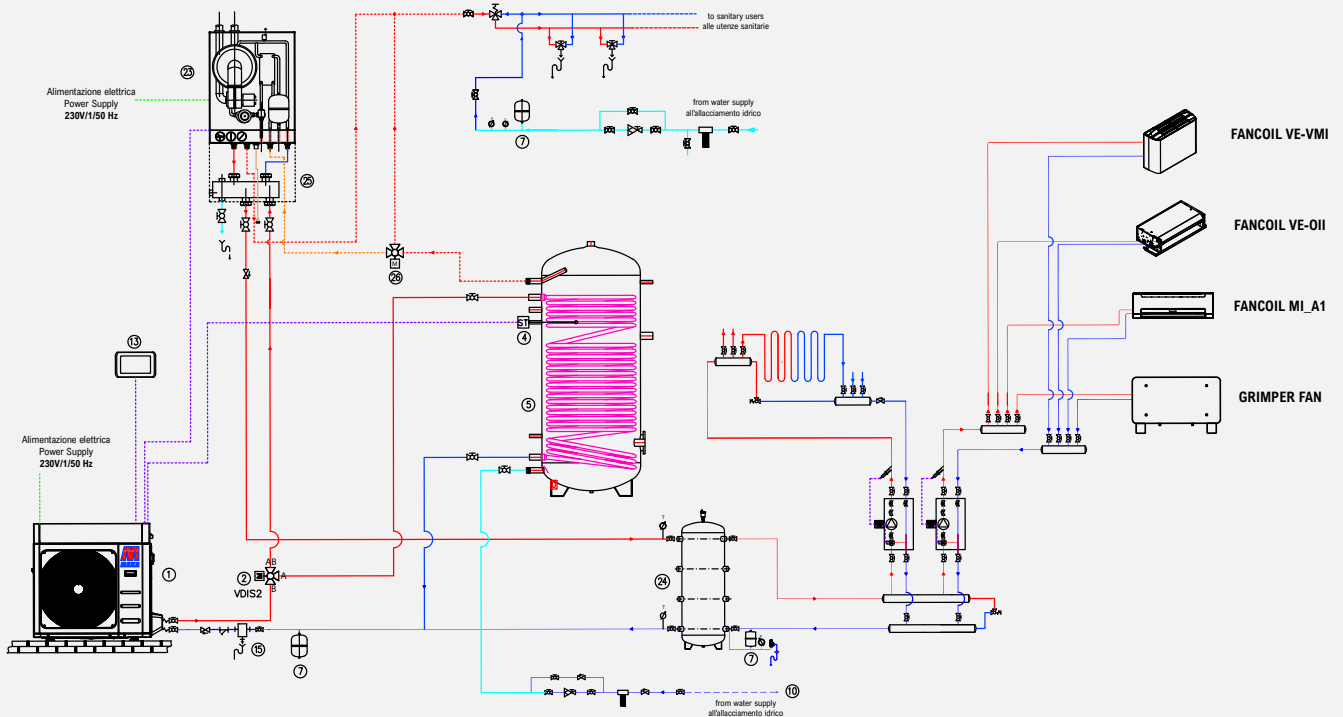 to sanitary users
alle utenze sanitarie
23
Alimentazione elettrica
Power Supply
230V/1/50 Hz
7
from water supply
all'allacciamento idrico
FANCOIL VE-VMI
25
FANCOIL VE-OII
M
26
ST
4
FANCOIL MI_A1
13
5
GRIMPER FAN
Alimentazione elettrica
Power Supply
230V/1/50 Hz
1
2
M
AB
A
B
VDIS2
T
24
T
15
7
7
T
10
from water supply
all'allacciamento idrico